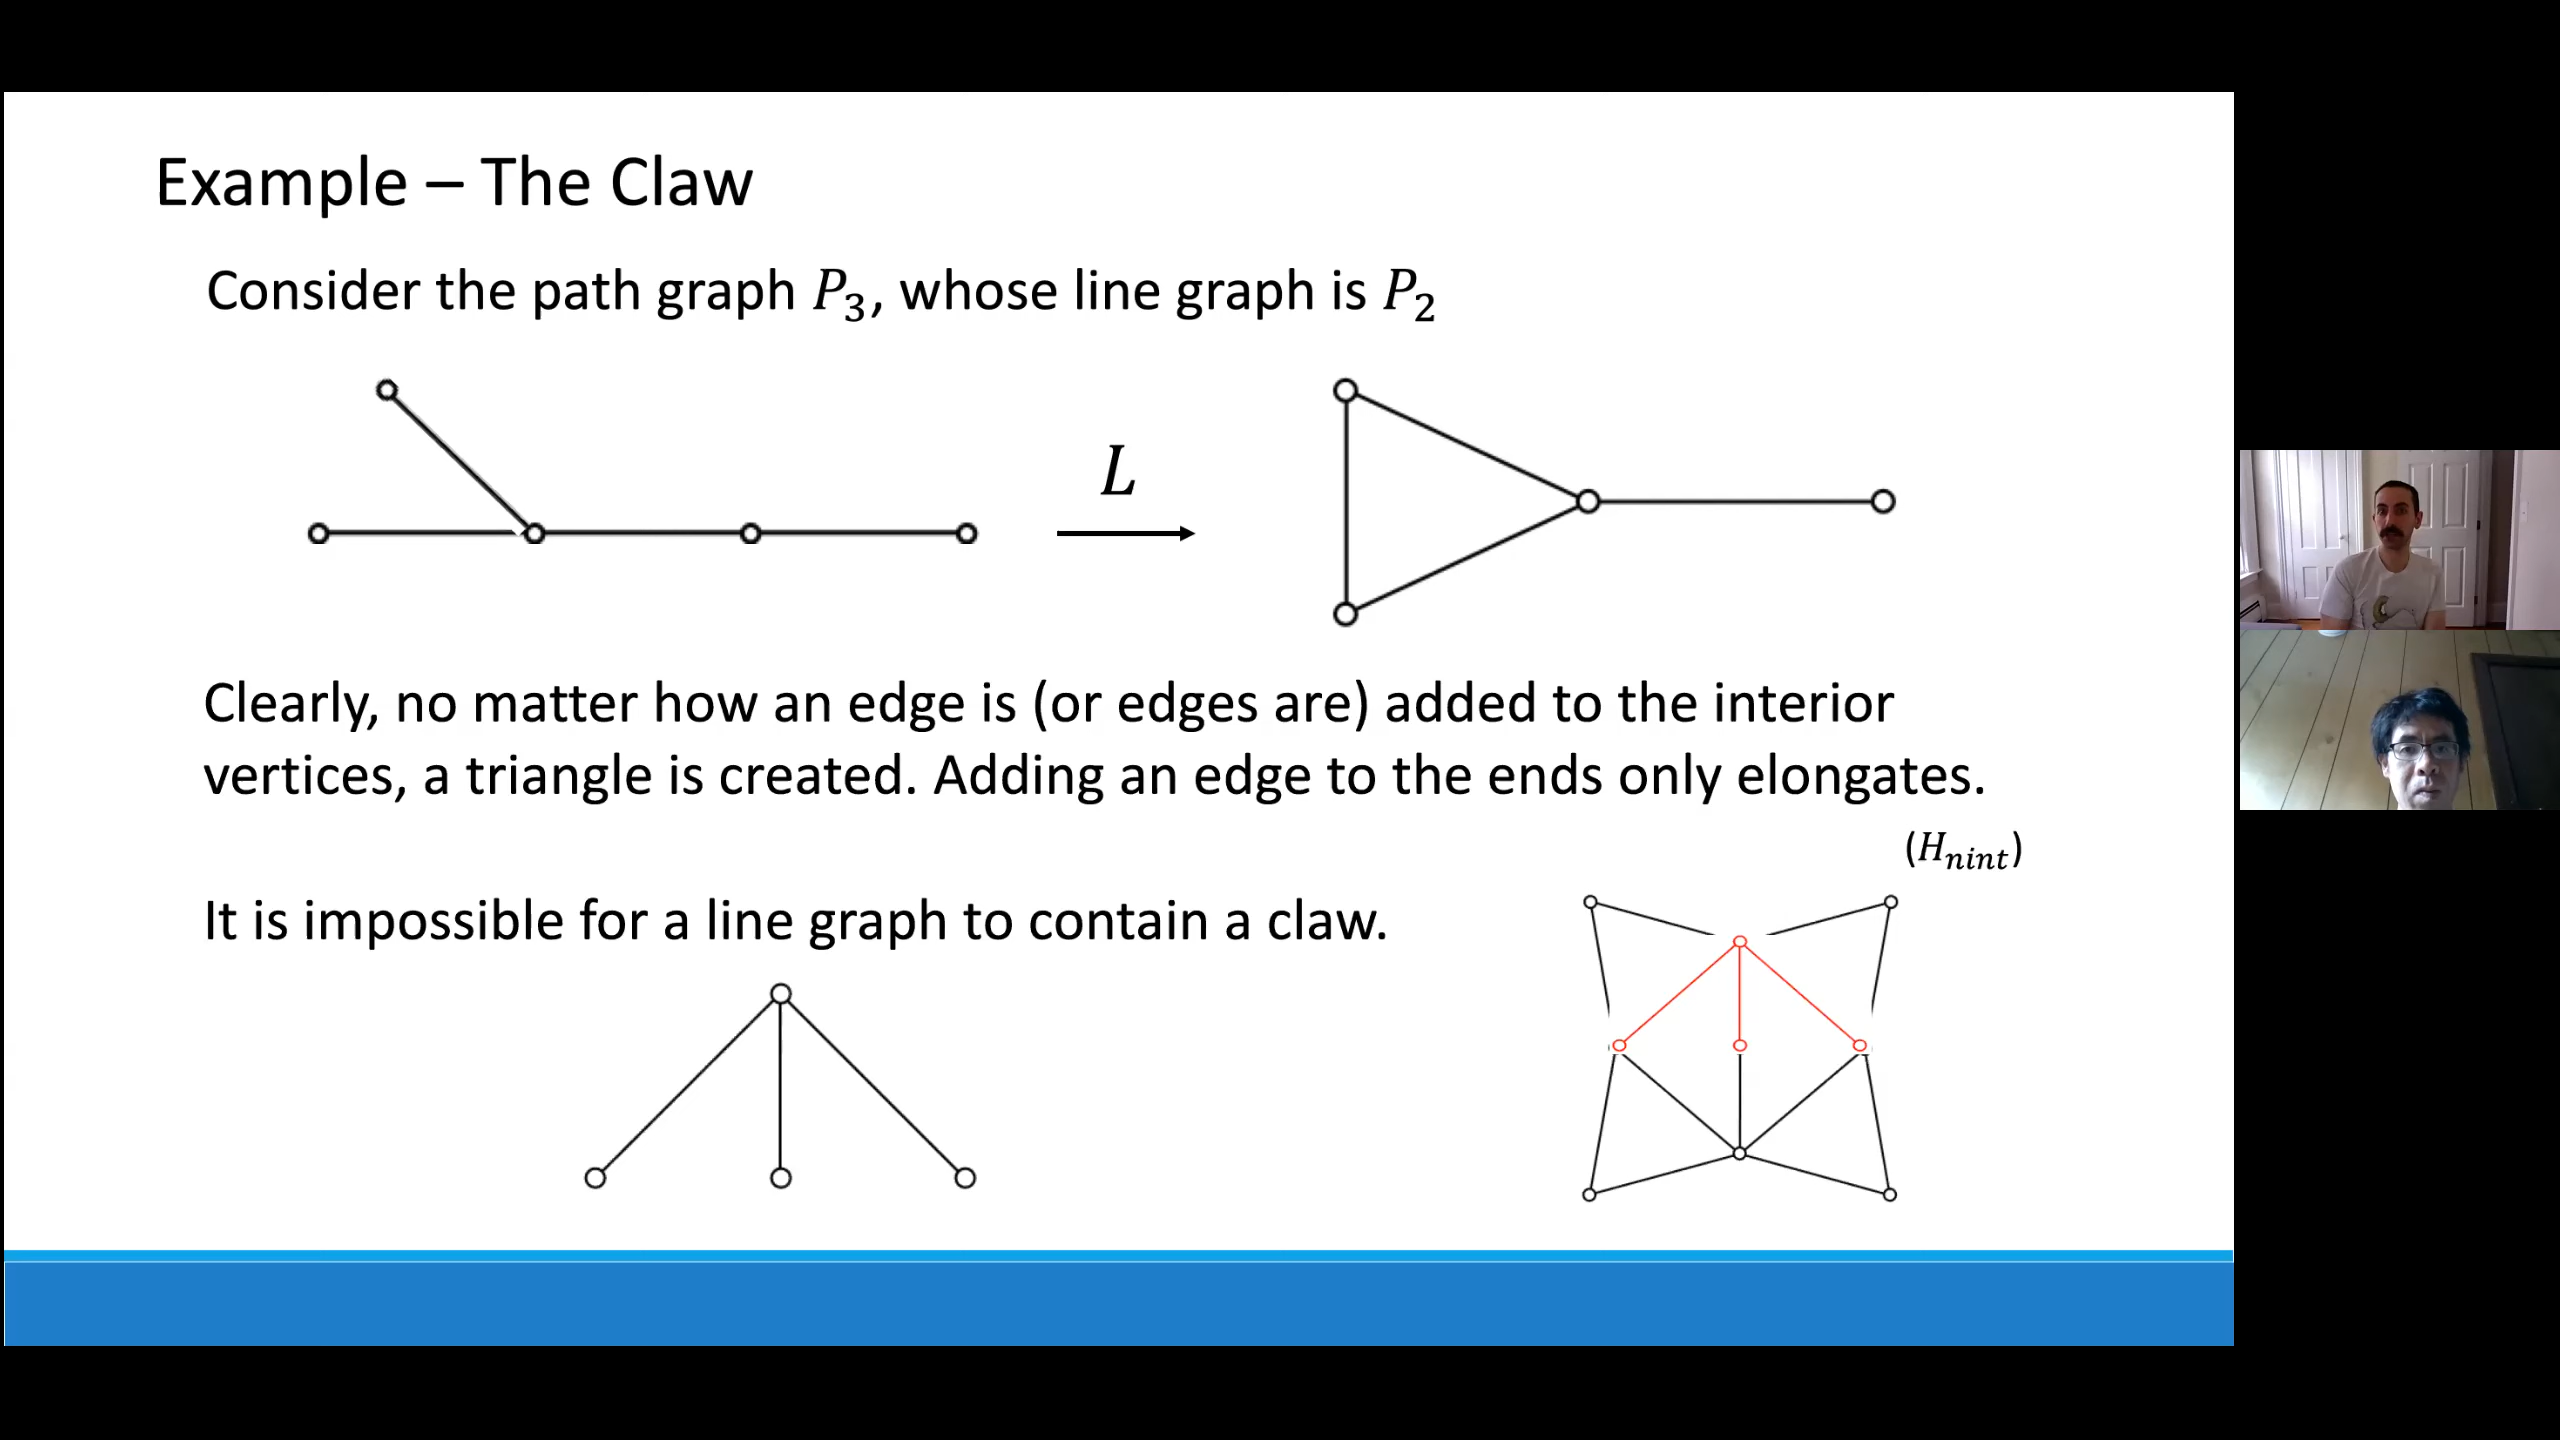 Example – The Claw
Consider the path graph P₃, whose line graph is P₂
L
Clearly, no matter how an edge is (or edges are) added to the interior
vertices, a triangle is created. Adding an edge to the ends only elongates.
(H_{nint})
It is impossible for a line graph to contain a claw.